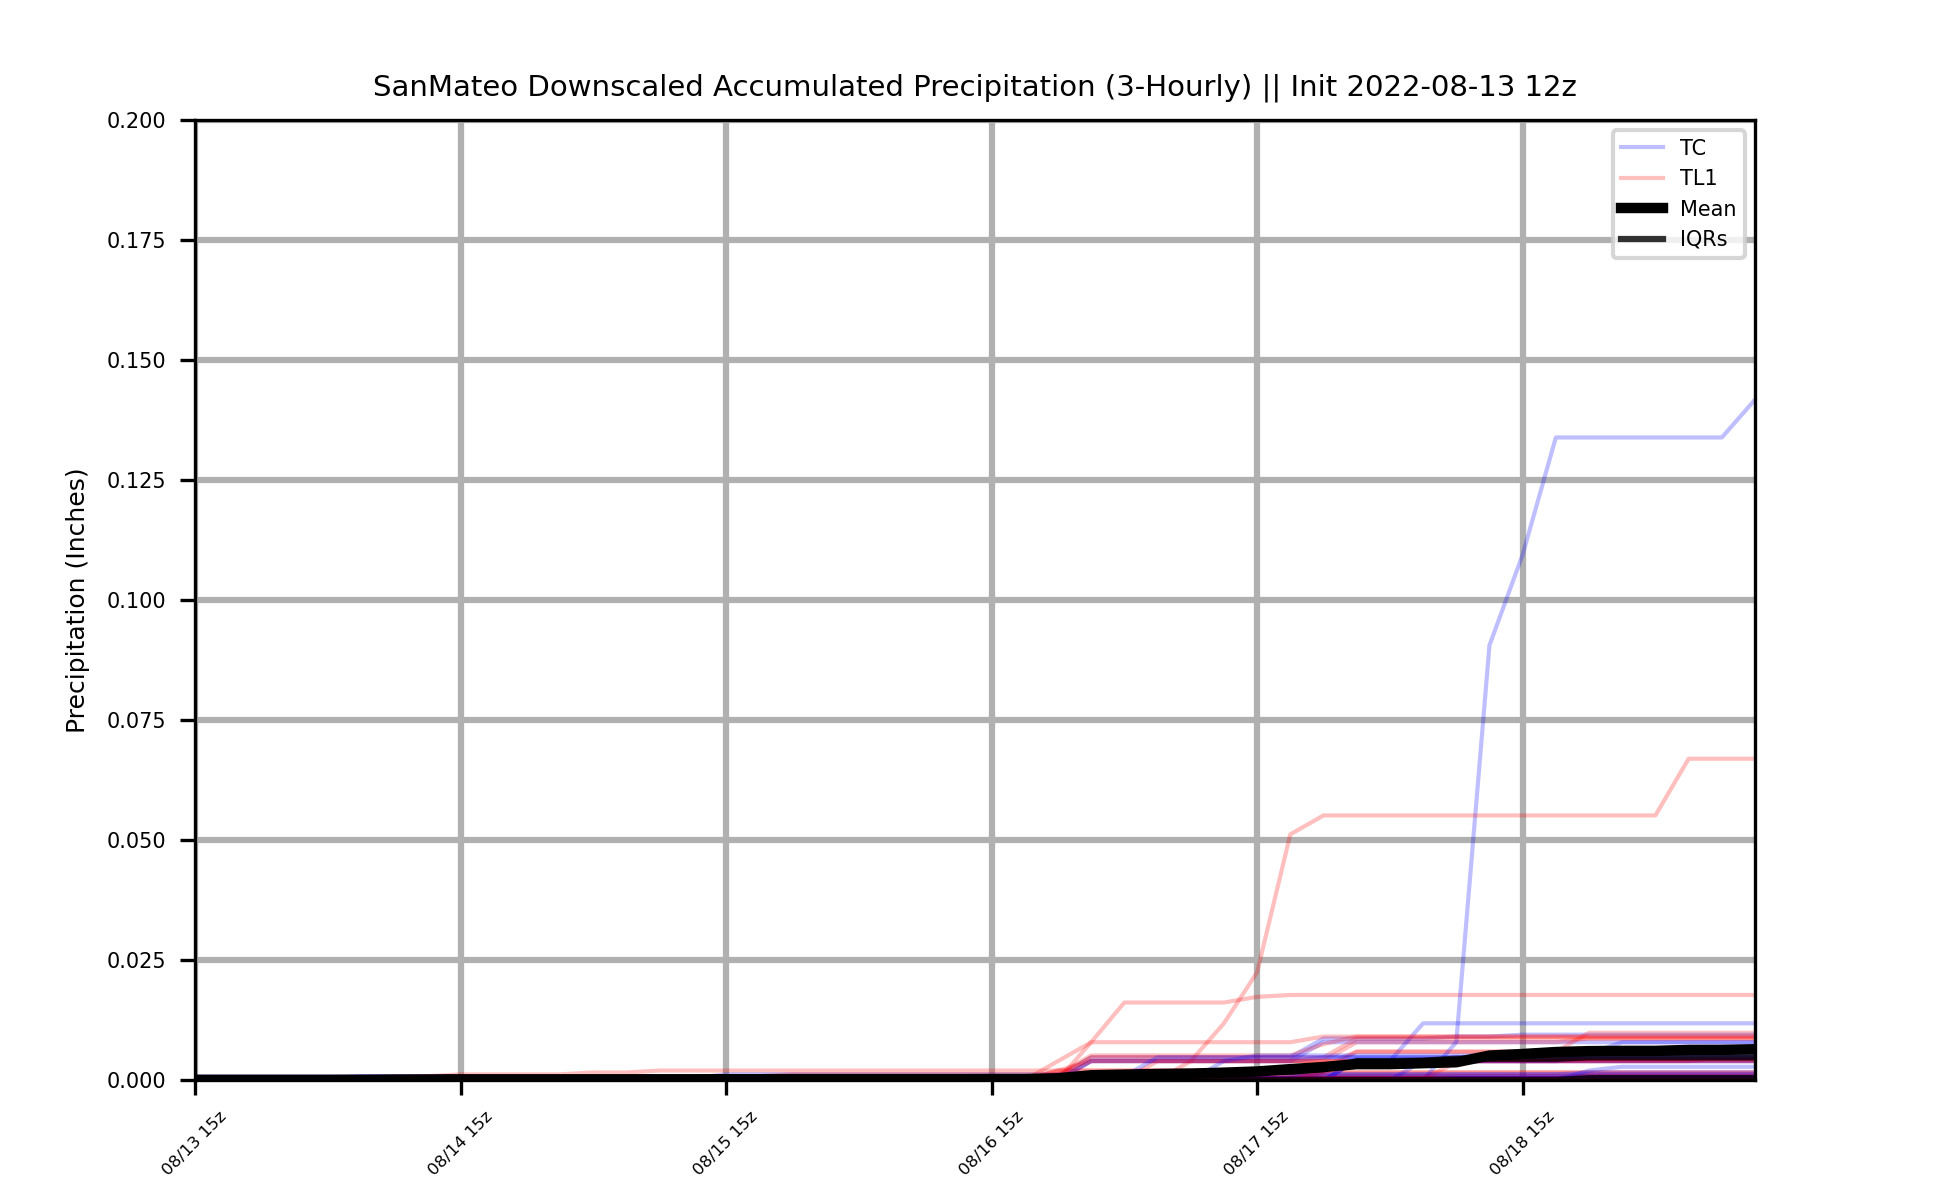 SanMateo Downscaled Accumulated Precipitation (3-Hourly) || Init 2022-08-13 12z
TC
TL1
Mean
IQRs
Precipitation (Inches)
0.200
0.175
0.150
0.125
0.100
0.075
0.050
0.025
0.000
08/13 15z
08/14 15z
08/15 15z
08/16 15z
08/17 15z
08/18 15z